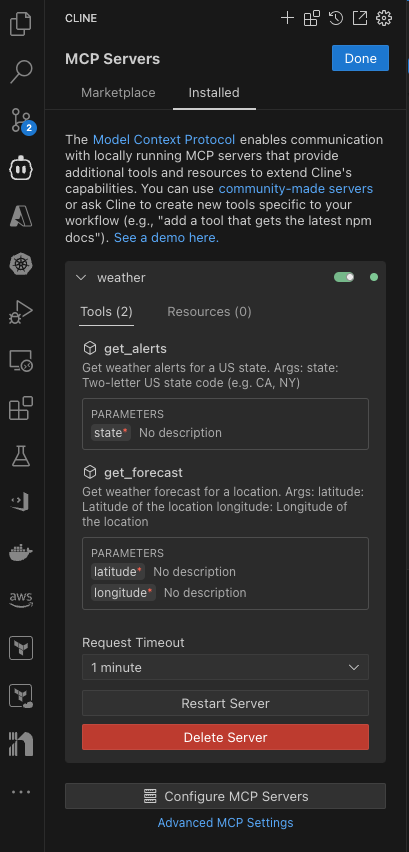 CLINE
MCP Servers
Done
Marketplace
Installed
The Model Context Protocol enables communication
with locally running MCP servers that provide
additional tools and resources to extend Cline's
capabilities. You can use community-made servers
or ask Cline to create new tools specific to your
workflow (e.g., "add a tool that gets the latest npm
docs"). See a demo here.
2
weather
Tools (2)
Resources (0)
get_alerts
Get weather alerts for a US state. Args: state:
Two-letter US state code (e.g. CA, NY)
PARAMETERS
state* No description
get_forecast
Get weather forecast for a location. Args: latitude:
Latitude of the location longitude: Longitude of
the location
PARAMETERS
latitude* No description
longitude* No description
aws
Request Timeout
1 minute
Restart Server
Delete Server
Configure MCP Servers
Advanced MCP Settings